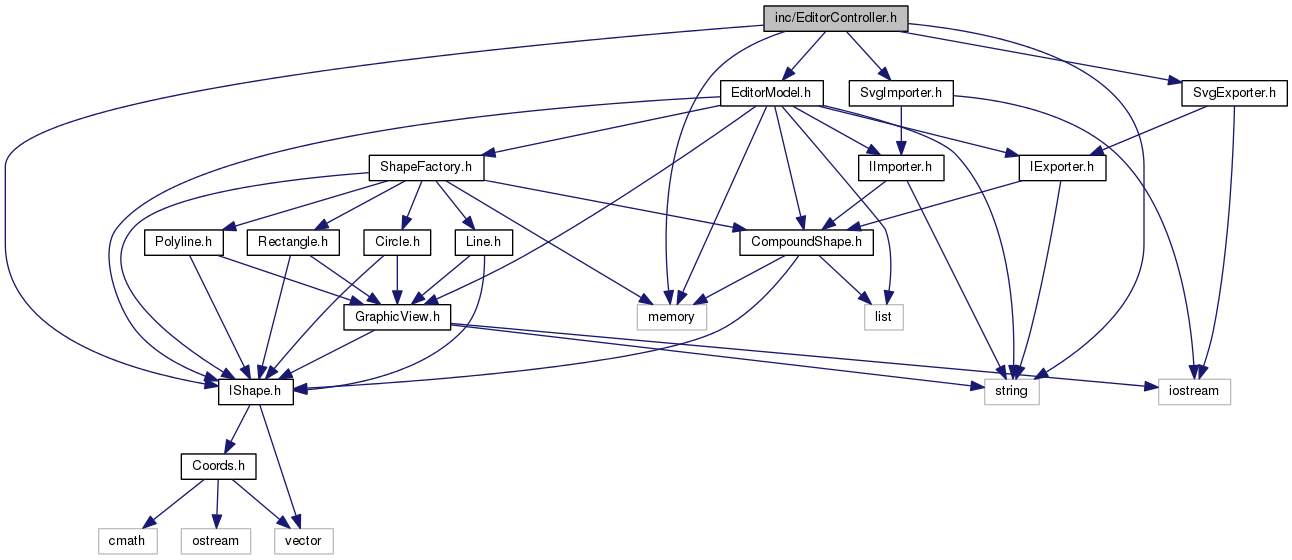 inc/EditorController.h
EditorModel.h
SvgImporter.h
SvgExporter.h
ShapeFactory.h
IImporter.h
IExporter.h
Polyline.h
Rectangle.h
Circle.h
Line.h
CompoundShape.h
GraphicView.h
memory
list
IShape.h
string
iostream
Coords.h
cmath
ostream
vector